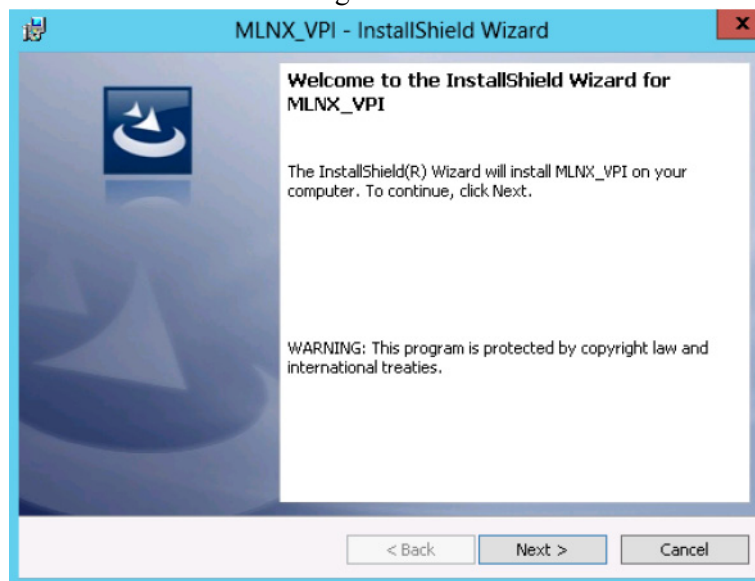 MLNX_VPI - InstallShield Wizard
x
Welcome to the InstallShield Wizard for
MLNX_VPI
The InstallShield(R) Wizard will install MLNX_VPI on your
computer. To continue, click Next.
WARNING: This program is protected by copyright law and
international treaties.
< Back Next > Cancel